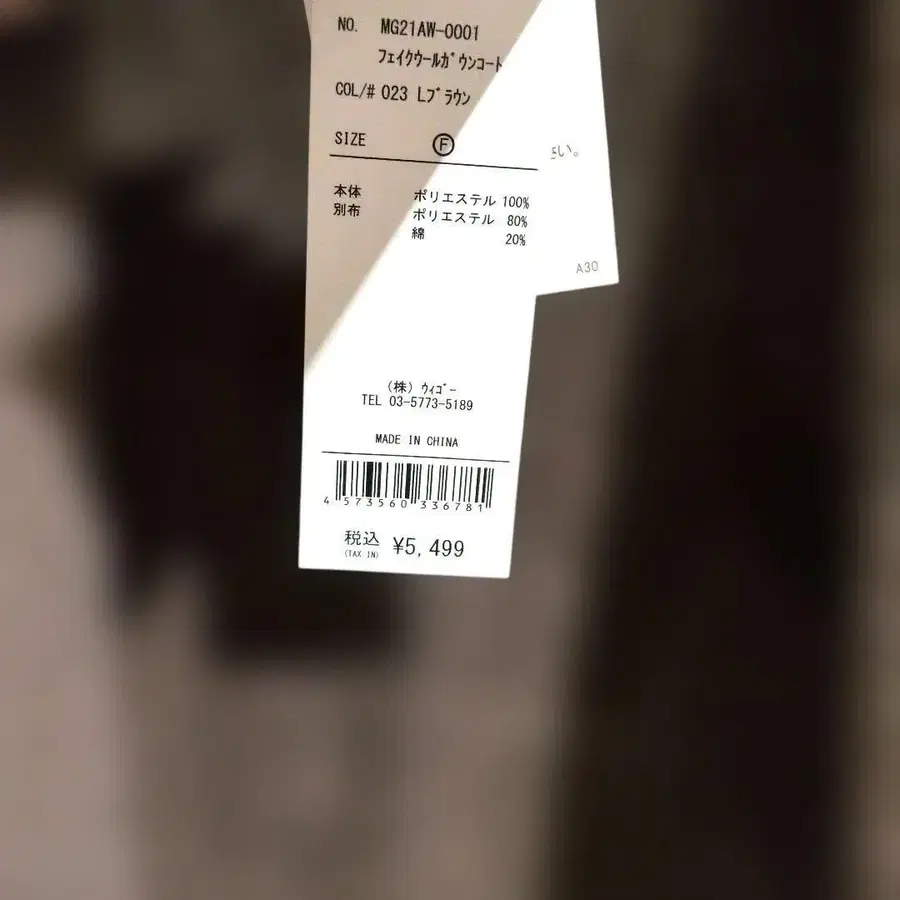 NO. MG21AW-0001
フェイクウールガウンコート
COL/# 023 Lブラウン
SIZE Ⓕ
い。
本体 ポリエステル 100%
別布 ポリエステル 80%
綿 20%
A30
(株) ウィゴー
TEL 03-5773-5189
MADE IN CHINA
4 573560 336781
税込 ¥5,499
(TAX IN)